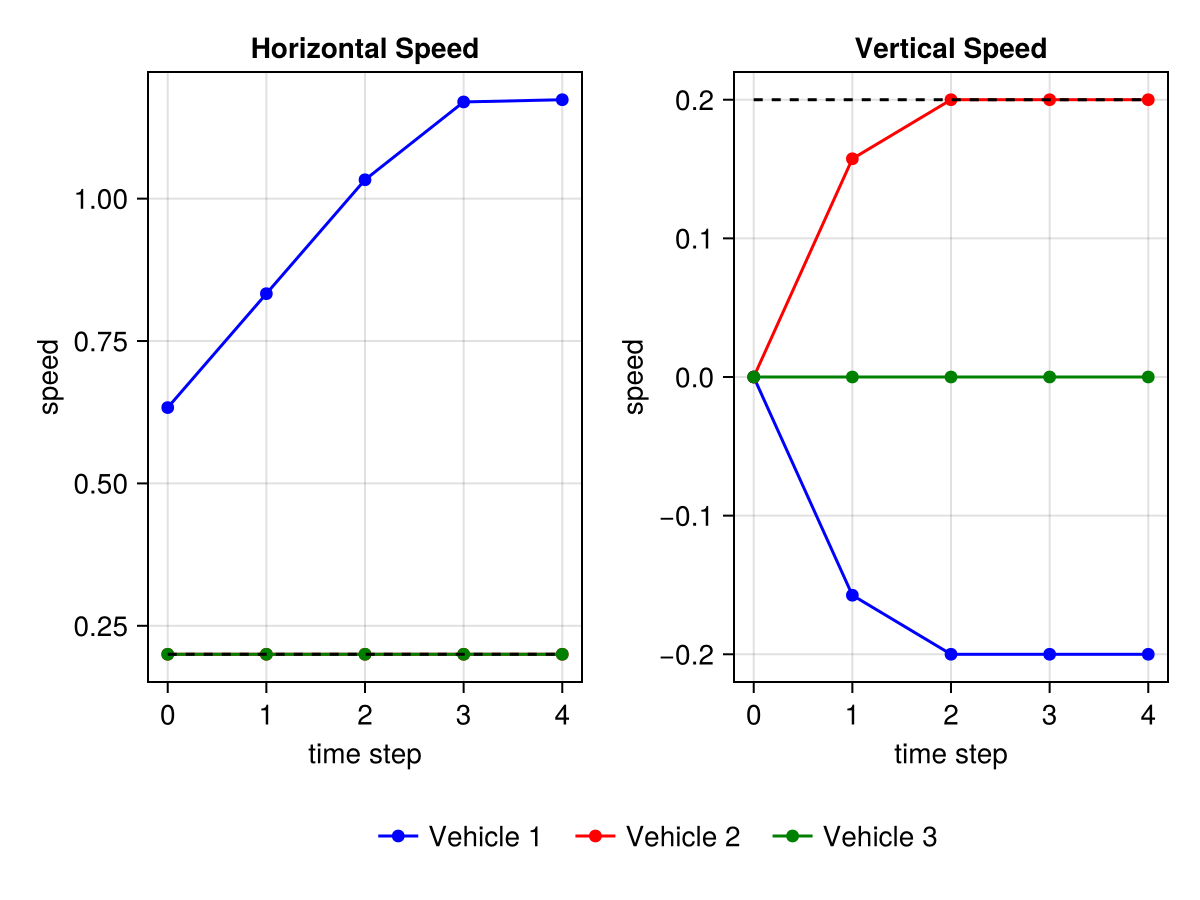 Horizontal Speed
speed
1.00
0.75
0.50
0.25
0 1 2 3 4
time step
Vertical Speed
speed
0.2
0.1
0.0
−0.1
−0.2
0 1 2 3 4
time step
Vehicle 1 Vehicle 2 Vehicle 3